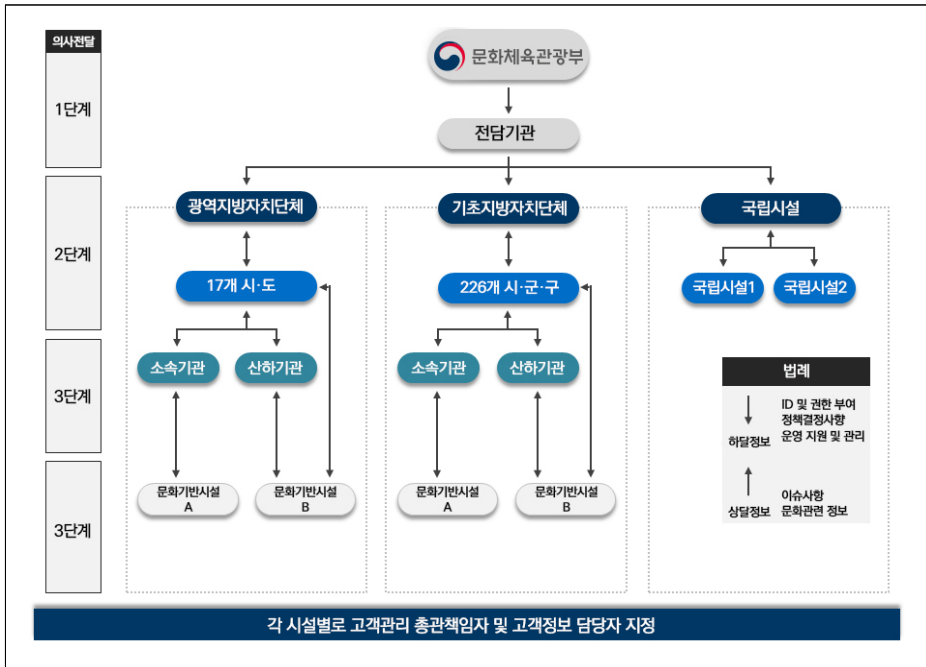 의사전달
문화체육관광부
1단계
전담기관
광역지방자치단체
기초지방자치단체
국립시설
2단계
17개 시·도
226개 시·군·구
국립시설1
국립시설2
3단계
소속기관
산하기관
소속기관
산하기관
법례
ID 및 권한 부여
정책결정사항
하달정보
운영 지원 및 관리
이슈사항
상달정보
문화관련 정보
3단계
문화기반시설
A
문화기반시설
B
문화기반시설
A
문화기반시설
B
각 시설별로 고객관리 총관책임자 및 고객정보 담당자 지정